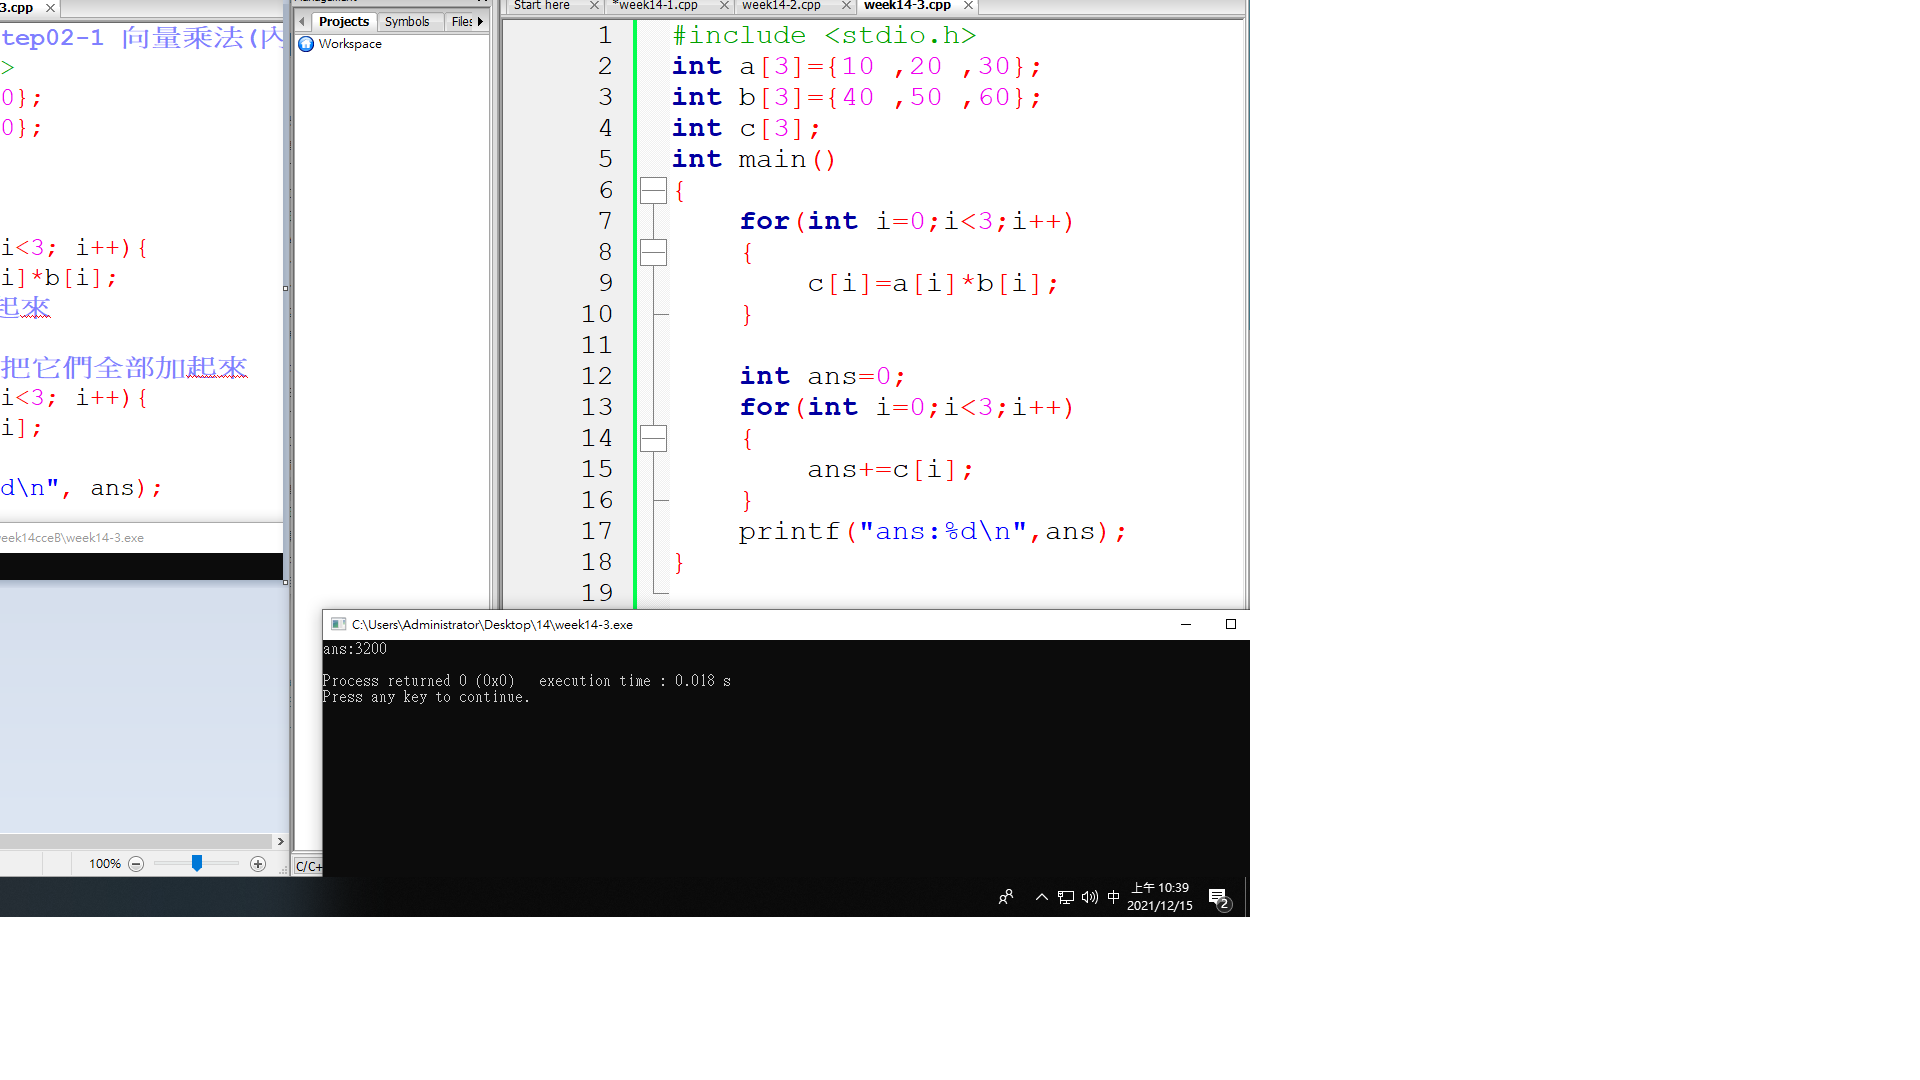 3.cpp
tep02-1 向量乘法(內
>
0};
0};
i<3; i++){
i]*b[i];
起來
把它們全部加起來
i<3; i++){
i];
d\n", ans);
eek14cceB\week14-3.exe
100%
Projects Symbols Files
Workspace
C/C+
Start here *week14-1.cpp week14-2.cpp week14-3.cpp
1 #include <stdio.h>
2 int a[3]={10 ,20 ,30};
3 int b[3]={40 ,50 ,60};
4 int c[3];
5 int main()
6 {
7 for(int i=0;i<3;i++)
8 {
9 c[i]=a[i]*b[i];
10 }
11
12 int ans=0;
13 for(int i=0;i<3;i++)
14 {
15 ans+=c[i];
16 }
17 printf("ans:%d\n",ans);
18 }
19
C:\Users\Administrator\Desktop\14\week14-3.exe
ans:3200
Process returned 0 (0x0) execution time : 0.018 s
Press any key to continue.
中
上午 10:39
2021/12/15
2